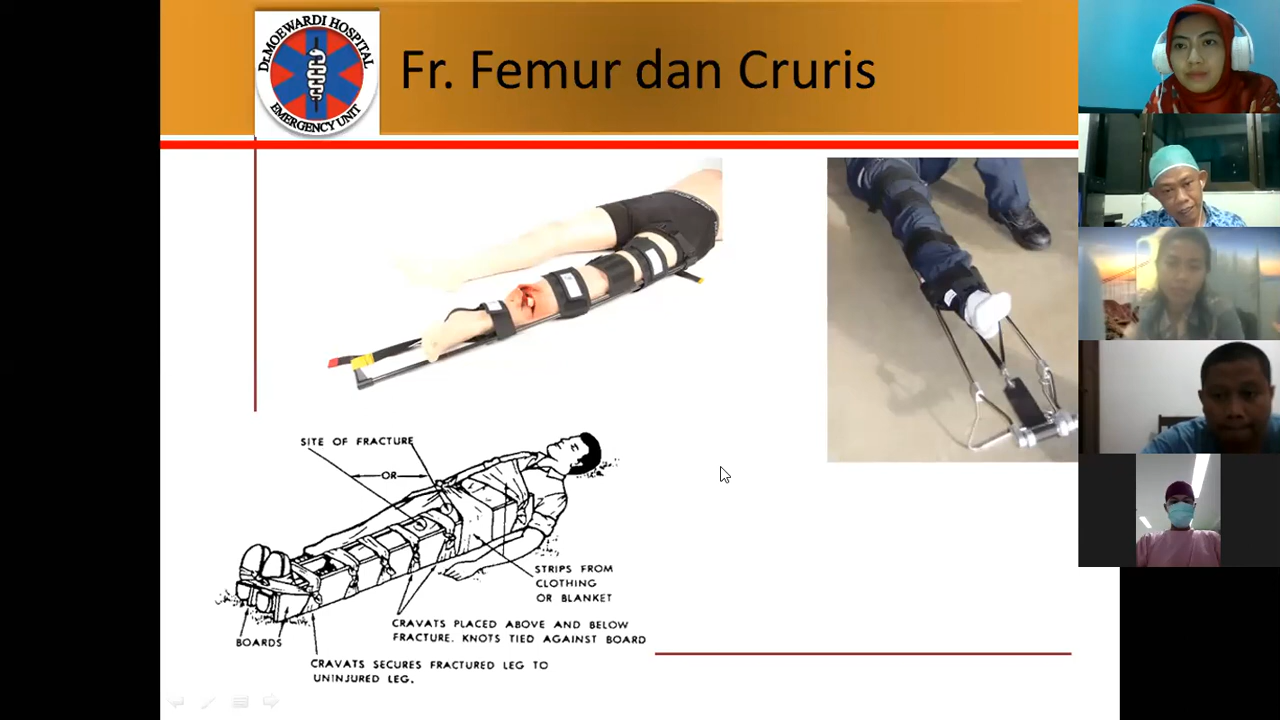 Dr.MOEWARDI HOSPITAL
EMERGENCY UNIT
Fr. Femur dan Cruris
SITE OF FRACTURE
OR
STRIPS FROM
CLOTHING
OR BLANKET
CRAVATS PLACED ABOVE AND BELOW
FRACTURE. KNOTS TIED AGAINST BOARD
BOARDS
CRAVATS SECURES FRACTURED LEG TO
UNINJURED LEG.